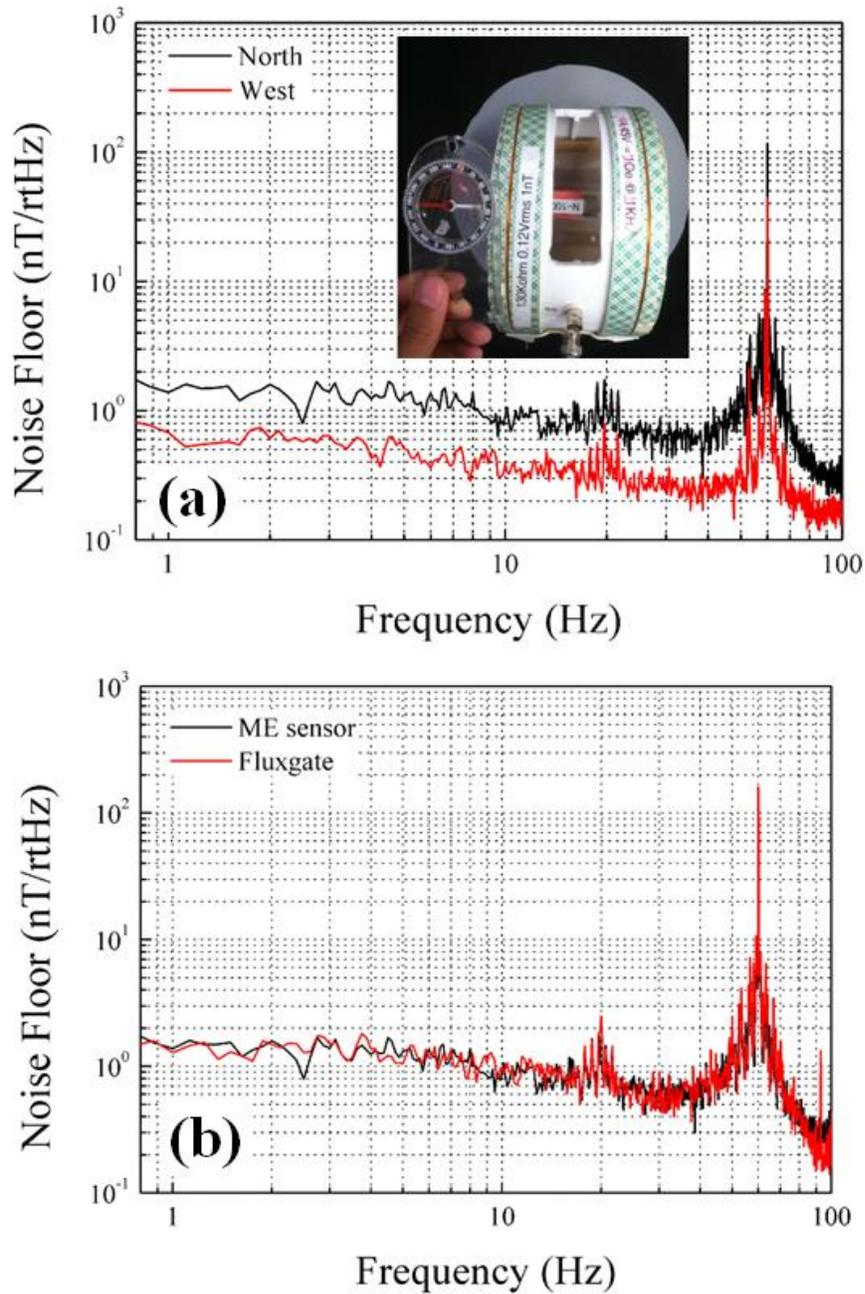 10³
10²
10¹
10⁰
10⁻¹
Noise Floor (nT/rtHz)
North
West
130Kohm 0.12Vrms 1nT
(a)
1
10
100
Frequency (Hz)
10³
10²
10¹
10⁰
10⁻¹
Noise Floor (nT/rtHz)
ME sensor
Fluxgate
(b)
1
10
100
Frequency (Hz)